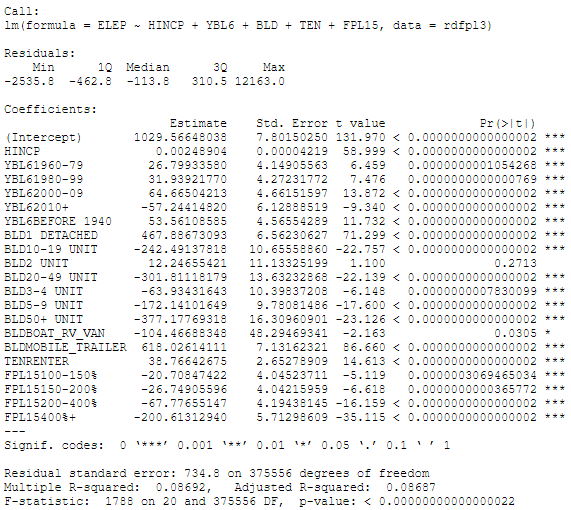 Call:
lm(formula = ELEP ~ HINCP + YBL6 + BLD + TEN + FPL15, data = rdfpl3)
Residuals:
Min 1Q Median 3Q Max
-2535.8 -462.8 -113.8 310.5 12163.0
Coefficients:
Estimate Std. Error t value Pr(>|t|)
(Intercept) 1029.56648038 7.80150250 131.970 < 0.0000000000000002 ***
HINCP 0.00248904 0.00004219 58.999 < 0.0000000000000002 ***
YBL61960-79 26.79933580 4.14905563 6.459 0.0000000001054268 ***
YBL61980-99 31.93921770 4.27231772 7.476 0.0000000000000769 ***
YBL62000-09 64.66504213 4.66151597 13.872 < 0.0000000000000002 ***
YBL62010+ -57.24414820 6.12888519 -9.340 < 0.0000000000000002 ***
YBL6BEFORE 1940 53.56108585 4.56554289 11.732 < 0.0000000000000002 ***
BLD1 DETACHED 467.88673093 6.56230627 71.299 < 0.0000000000000002 ***
BLD10-19 UNIT -242.49137818 10.65558860 -22.757 < 0.0000000000000002 ***
BLD2 UNIT 12.24655421 11.13325199 1.100 0.2713
BLD20-49 UNIT -301.81118179 13.63232868 -22.139 < 0.0000000000000002 ***
BLD3-4 UNIT -63.93431643 10.39837208 -6.148 0.0000000007830099 ***
BLD5-9 UNIT -172.14101649 9.78081486 -17.600 < 0.0000000000000002 ***
BLD50+ UNIT -377.17769318 16.30960901 -23.126 < 0.0000000000000002 ***
BLDBOAT_RV_VAN -104.46688348 48.29469341 -2.163 0.0305 *
BLDMOBILE_TRAILER 618.02614111 7.13162321 86.660 < 0.0000000000000002 ***
TENRENTER 38.76642675 2.65278909 14.613 < 0.0000000000000002 ***
FPL15100-150% -20.70847422 4.04523711 -5.119 0.0000003069465034 ***
FPL15150-200% -26.74905596 4.04215959 -6.618 0.0000000000365772 ***
FPL15200-400% -67.77655147 4.19438145 -16.159 < 0.0000000000000002 ***
FPL15400%+ -200.61312940 5.71298609 -35.115 < 0.0000000000000002 ***
---
Signif. codes: 0 ‘***’ 0.001 ‘**’ 0.01 ‘*’ 0.05 ‘.’ 0.1 ‘ ’ 1
Residual standard error: 734.8 on 375556 degrees of freedom
Multiple R-squared: 0.08692, Adjusted R-squared: 0.08687
F-statistic: 1788 on 20 and 375556 DF, p-value: < 0.00000000000000022